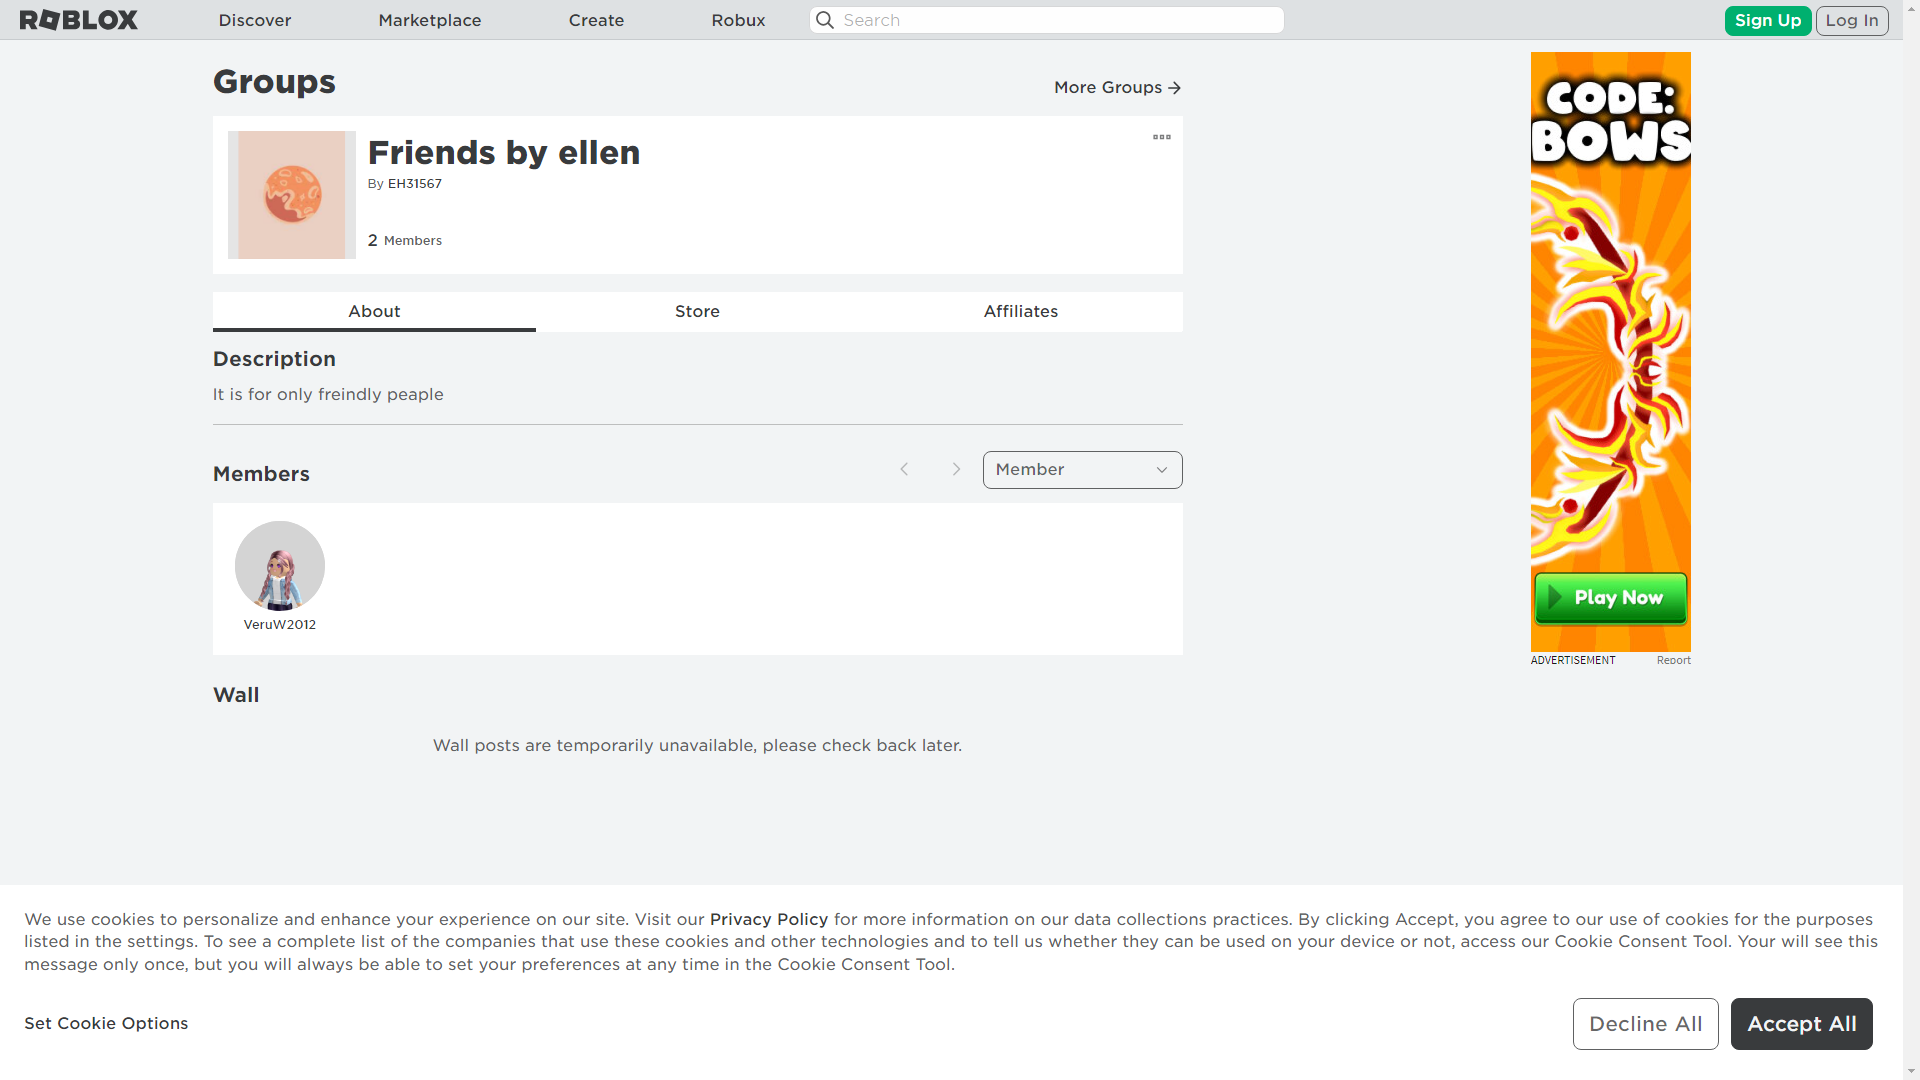 ROBLOX
Discover
Marketplace
Create
Robux
Search
Sign Up
Log In
Groups
More Groups
Friends by ellen
By EH31567
2 Members
About
Store
Affiliates
Description
It is for only freindly peaple
Members
Member
VeruW2012
Wall
Wall posts are temporarily unavailable, please check back later.
CODE:
BOWS
Play Now
ADVERTISEMENT
Report
We use cookies to personalize and enhance your experience on our site. Visit our Privacy Policy for more information on our data collections practices. By clicking Accept, you agree to our use of cookies for the purposes
listed in the settings. To see a complete list of the companies that use these cookies and other technologies and to tell us whether they can be used on your device or not, access our Cookie Consent Tool. Your will see this
message only once, but you will always be able to set your preferences at any time in the Cookie Consent Tool.
Set Cookie Options
Decline All
Accept All